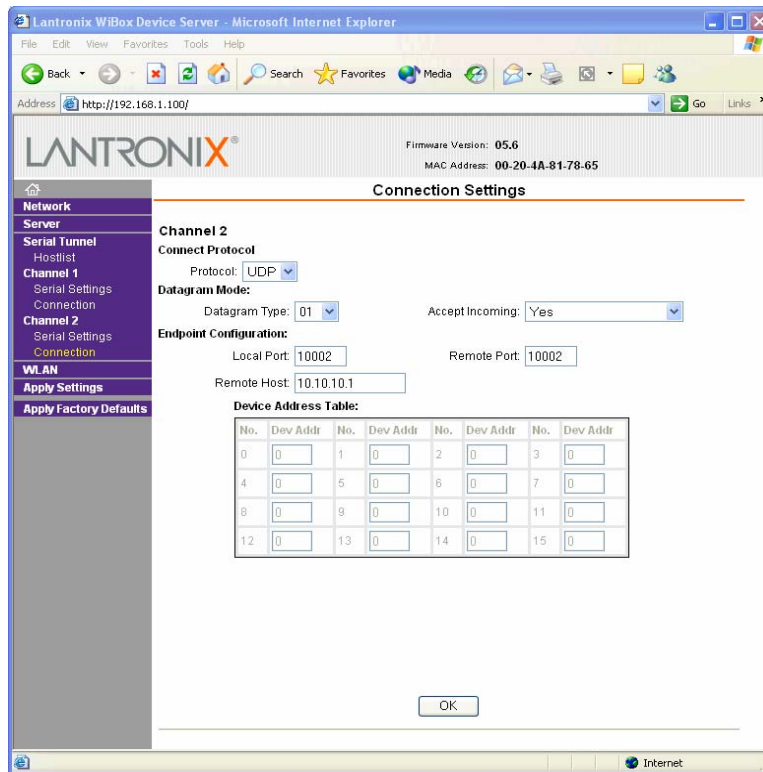 Lantronix WiBox Device Server - Microsoft Internet Explorer
File Edit View Favorites Tools Help
Back Search Favorites Media
Address http://192.168.1.100/ Go Links
LANTRONIX®
Firmware Version: 05.6
MAC Address: 00-20-4A-81-78-65
Network
Server
Serial Tunnel
Hostlist
Channel 1
Serial Settings
Connection
Channel 2
Serial Settings
Connection
WLAN
Apply Settings
Apply Factory Defaults
Connection Settings
Channel 2
Connect Protocol
Protocol: UDP
Datagram Mode:
Datagram Type: 01 Accept Incoming: Yes
Endpoint Configuration:
Local Port: 10002 Remote Port: 10002
Remote Host: 10.10.10.1
Device Address Table:
No. Dev Addr No. Dev Addr No. Dev Addr No. Dev Addr
0 0 1 0 2 0 3 0
4 0 5 0 6 0 7 0
8 0 9 0 10 0 11 0
12 0 13 0 14 0 15 0
OK
Internet